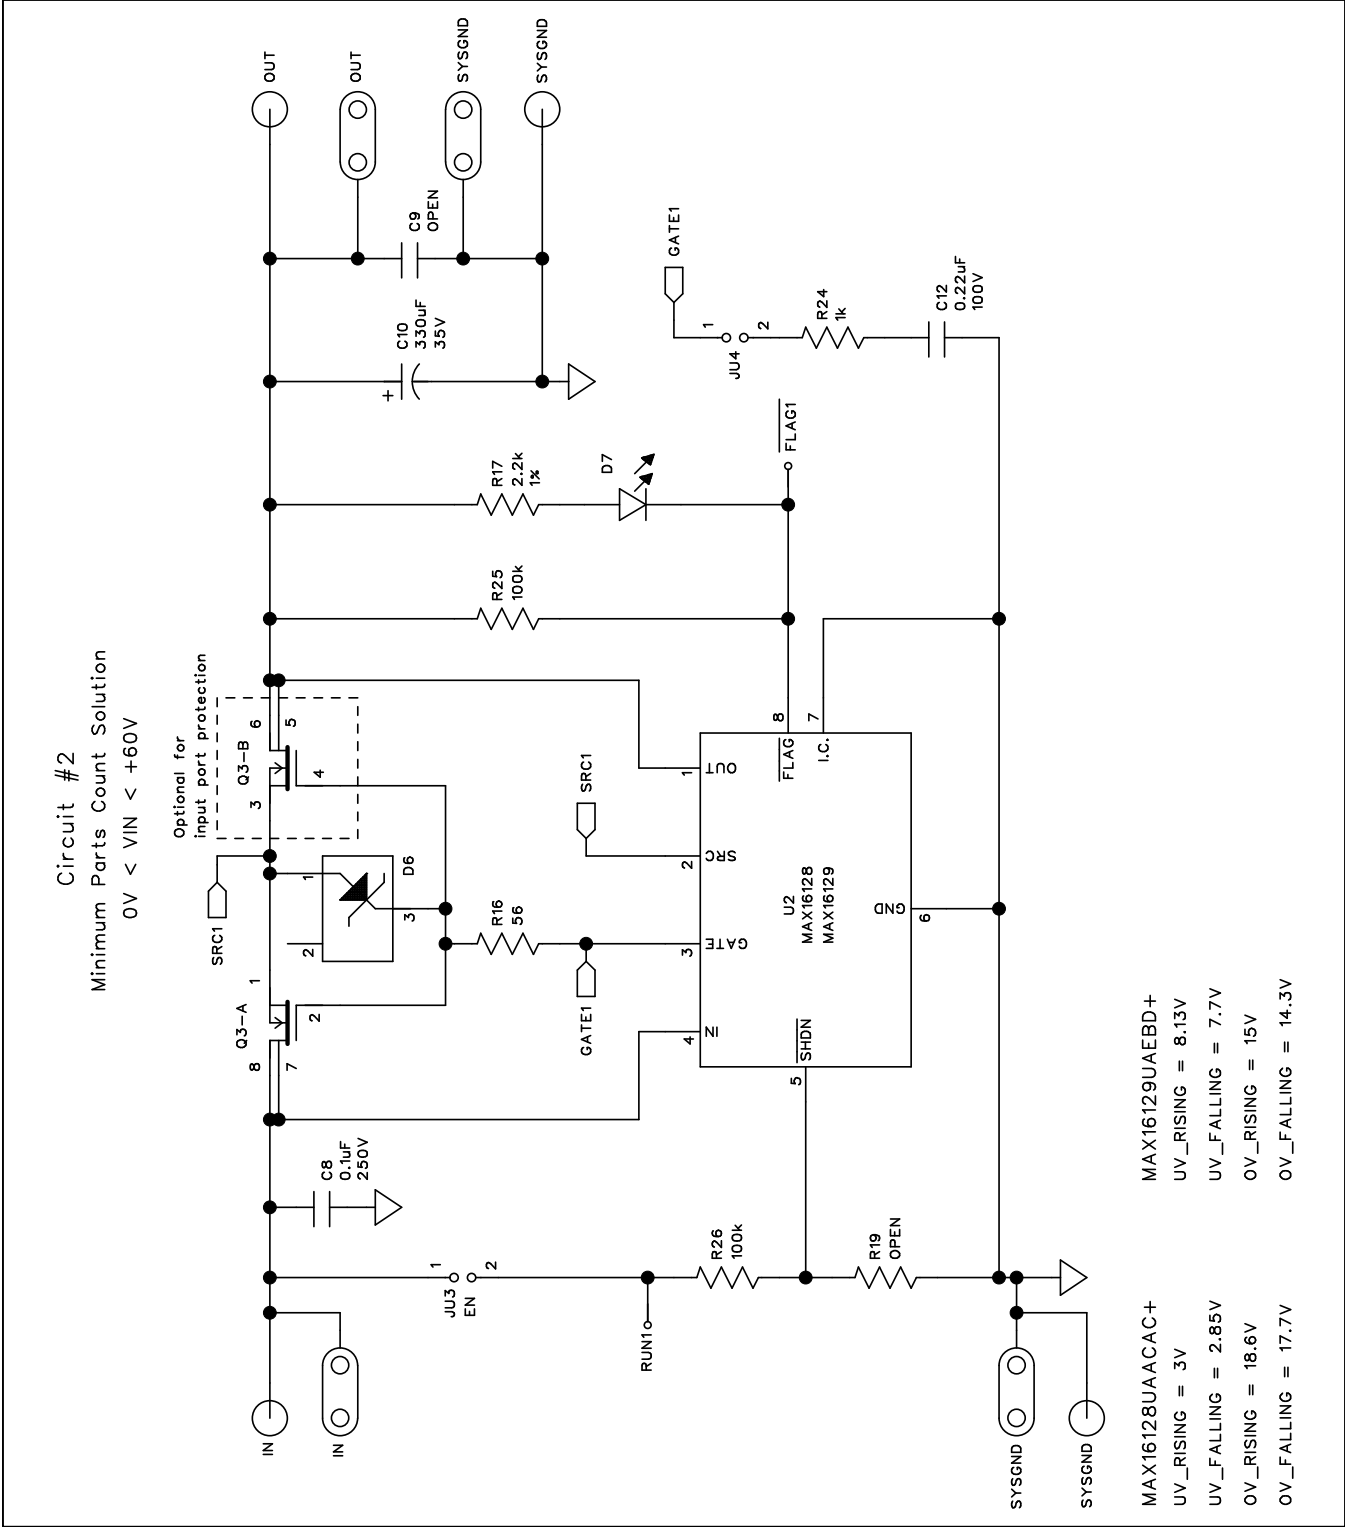 Circuit #2
Minimum Parts Count Solution
0V < VIN < +60V
IN
IN
C8
0.1uF
250V
8
7
Q3-A
1
2
SRC1
2
1
3
D6
Optional for
input port protection
Q3-B
3
4
6
5
OUT
OUT
C9
OPEN
SYSGND
SYSGND
+
C10
330uF
35V
R17
2.2k
1%
D7
R25
100k
FLAG1
GATE1
1
JU4
2
R24
1k
C12
0.22uF
100V
JU3
EN
1
2
RUN1
R26
100k
R19
OPEN
R16
56
GATE1
SRC1
4
IN
3
GATE
2
SRC
1
OUT
5
SHDN
U2
MAX16128
MAX16129
8
FLAG
7
I.C.
GND
6
SYSGND
SYSGND
MAX16128UAACAC+
UV_RISING = 3V
UV_FALLING = 2.85V
OV_RISING = 18.6V
OV_FALLING = 17.7V
MAX16129UAEBD+
UV_RISING = 8.13V
UV_FALLING = 7.7V
OV_RISING = 15V
OV_FALLING = 14.3V